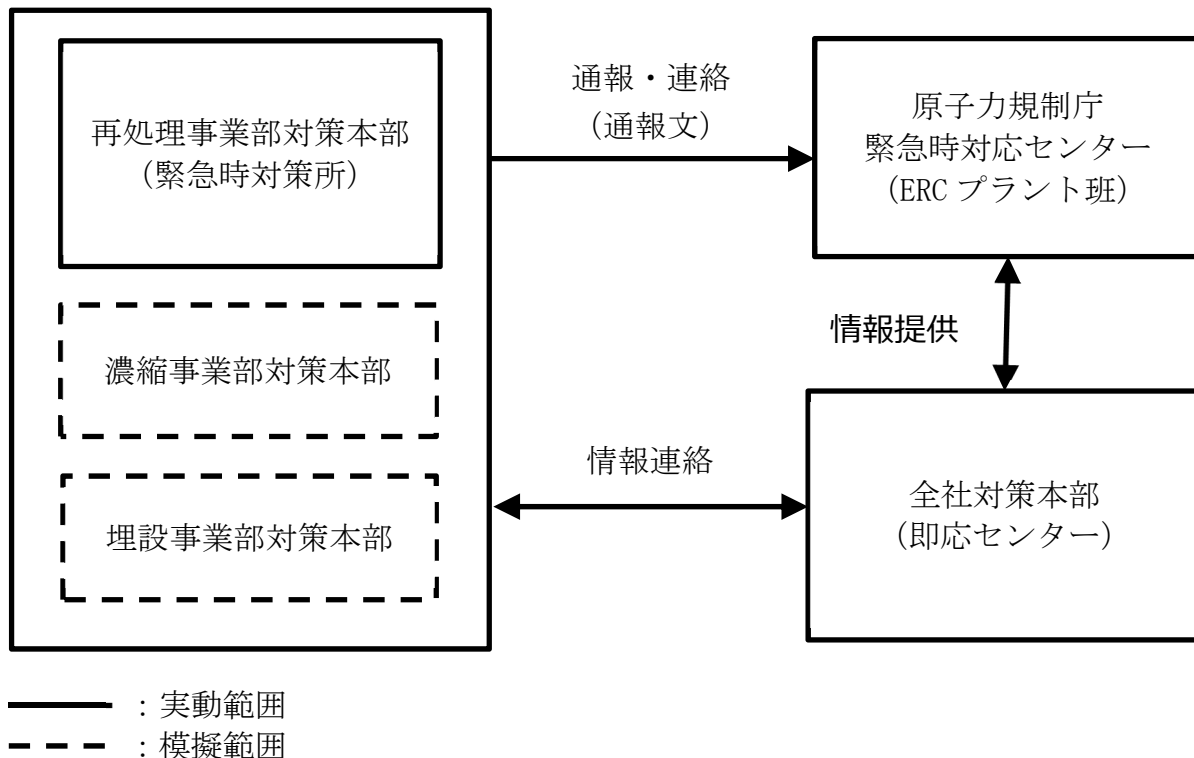 再処理事業部対策本部
（緊急時対策所）
濃縮事業部対策本部
埋設事業部対策本部
通報・連絡
（通報文）
原子力規制庁
緊急時対応センター
（ERC プラント班）
情報提供
情報連絡
全社対策本部
（即応センター）
：実動範囲
：模擬範囲